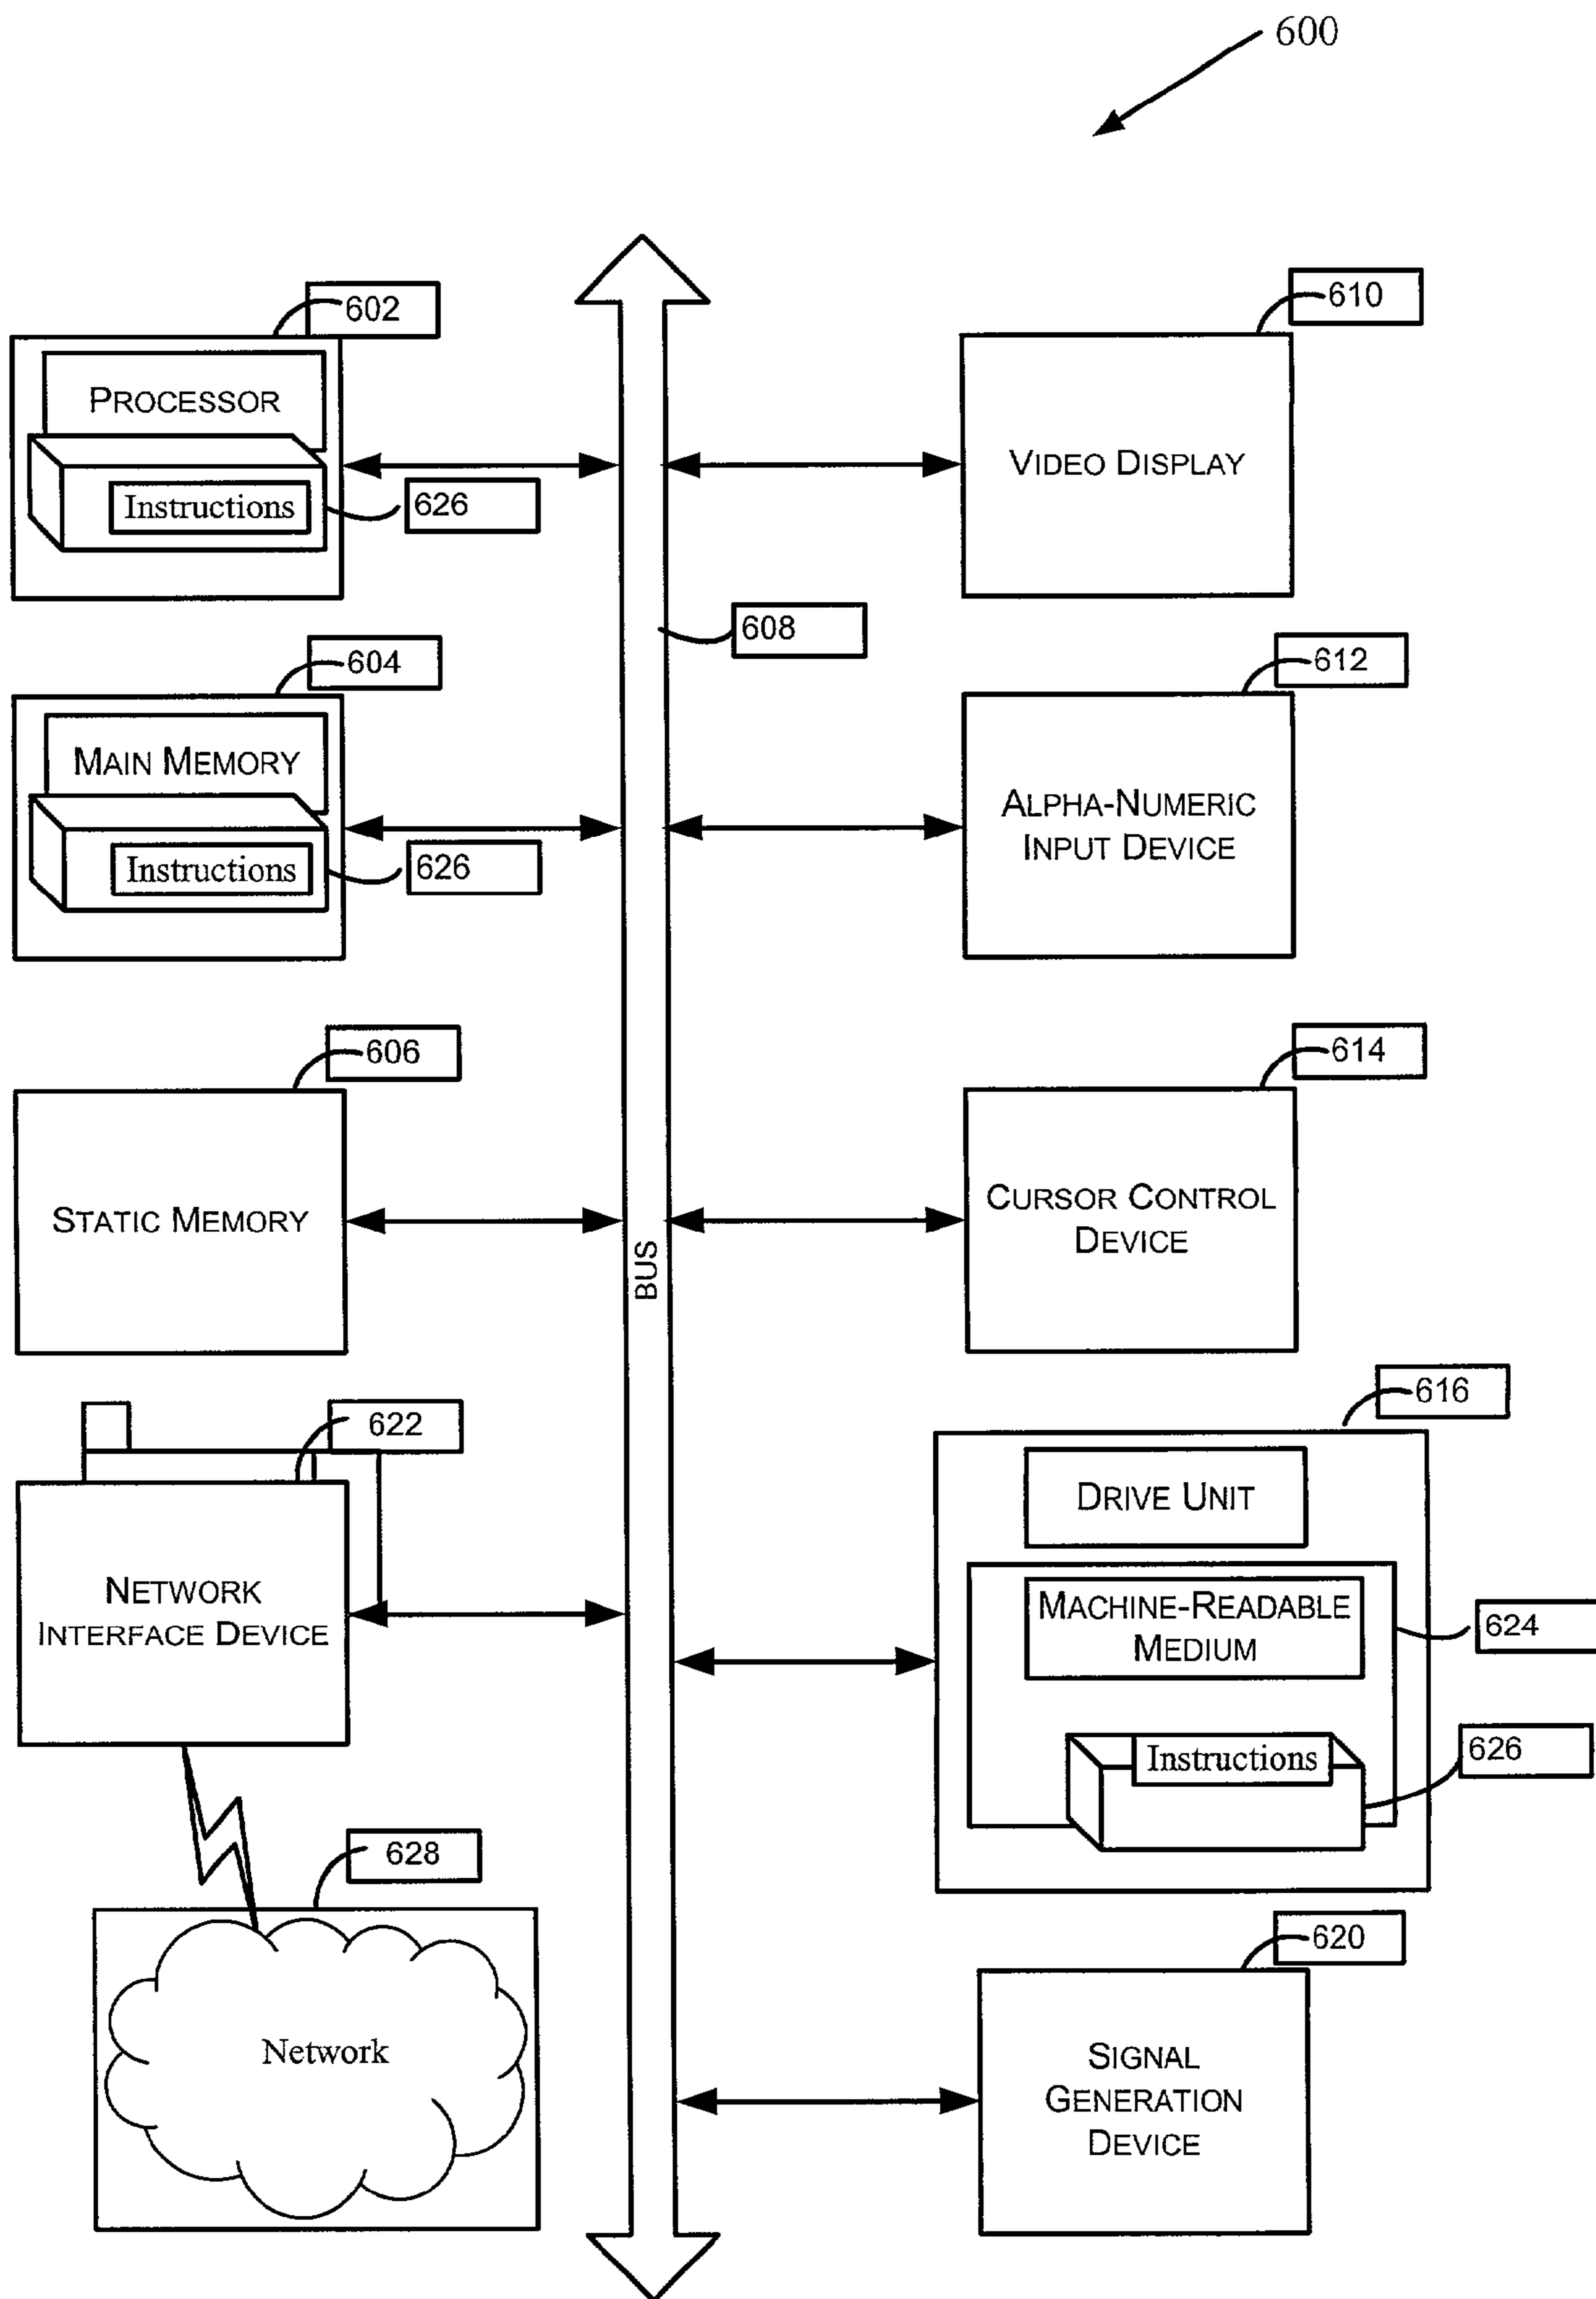 600
602
PROCESSOR
Instructions
626
604
MAIN MEMORY
Instructions
626
606
STATIC MEMORY
622
NETWORK
INTERFACE DEVICE
628
Network
608
BUS
610
VIDEO DISPLAY
612
ALPHA-NUMERIC
INPUT DEVICE
614
CURSOR CONTROL
DEVICE
616
DRIVE UNIT
MACHINE-READABLE
MEDIUM
624
Instructions
626
620
SIGNAL
GENERATION
DEVICE